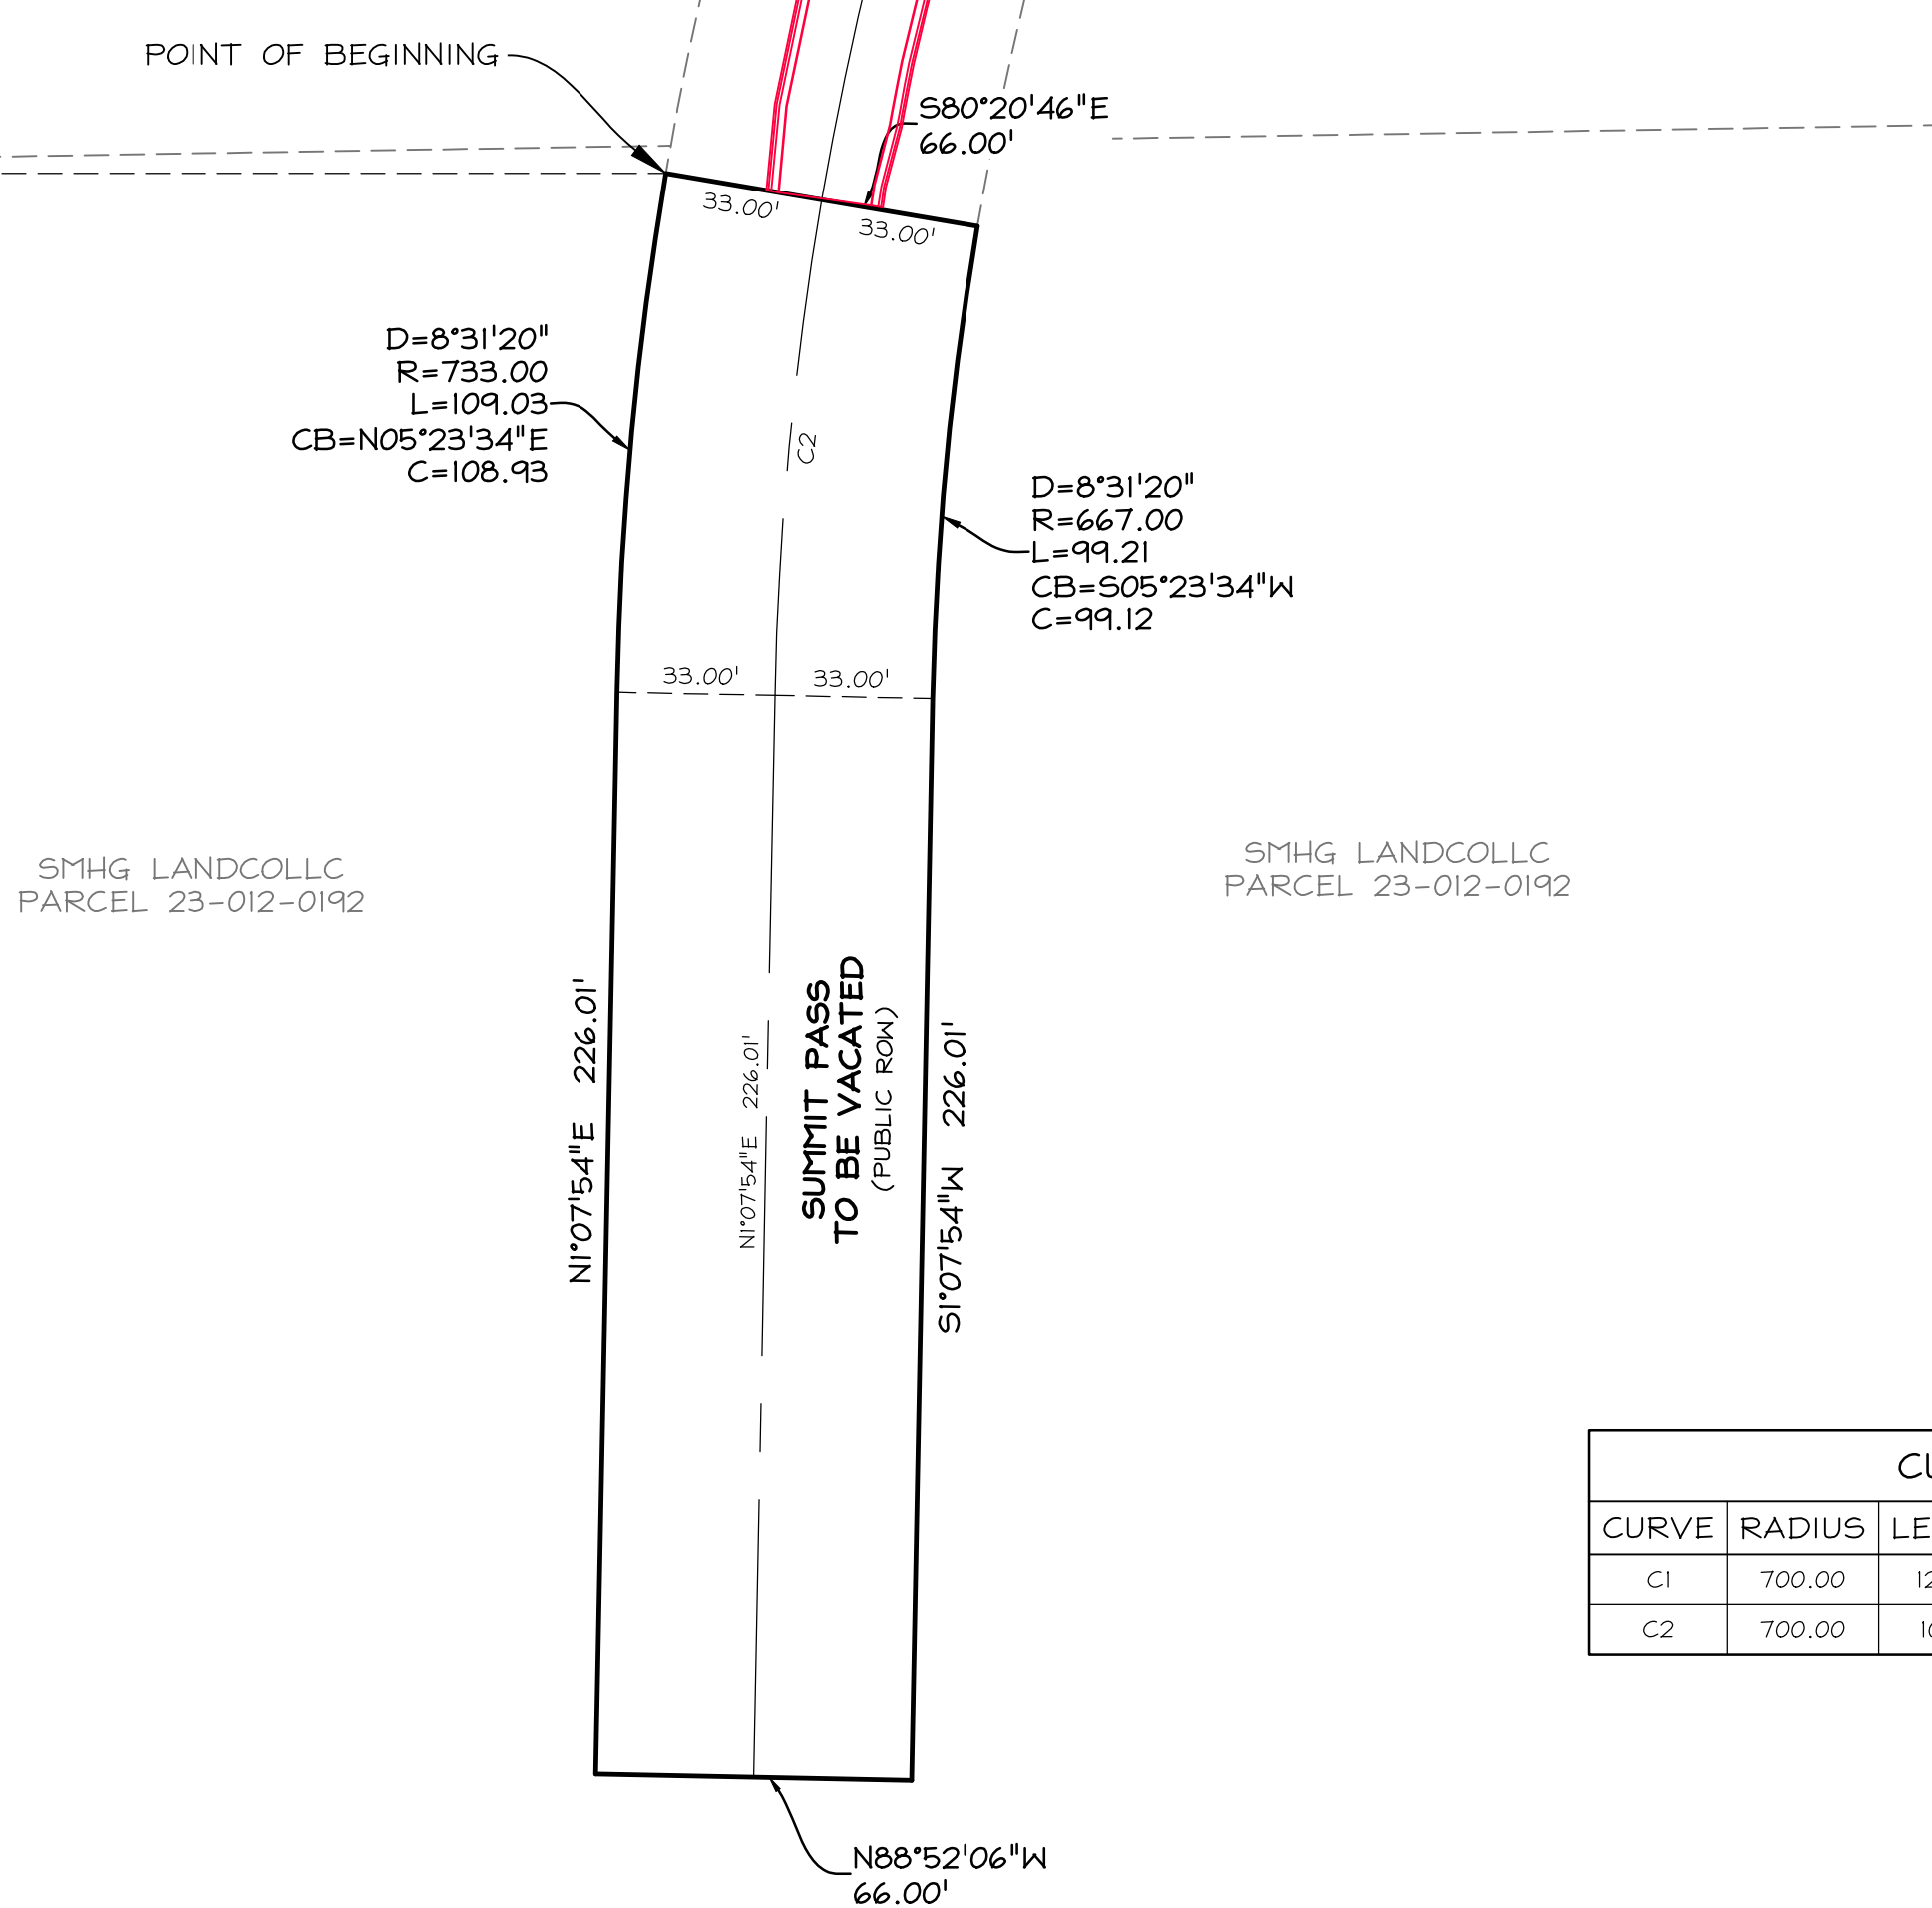 POINT OF BEGINNING
S80°20'46"E
66.00'
33.00'
33.00'
D=8°31'20"
R=733.00
L=109.03
CB=N05°23'34"E
C=108.93
C2
D=8°31'20"
R=667.00
L=99.21
CB=S05°23'34"W
C=99.12
33.00'
33.00'
SMHG LANDCOLLC
PARCEL 23-012-0192
SMHG LANDCOLLC
PARCEL 23-012-0192
N1°07'54"E 226.01'
N1°07'54"E 226.01'
SUMMIT PASS
TO BE VACATED
(PUBLIC ROW)
S1°07'54"W 226.01'
CURVE RADIUS
C1 700.00
C2 700.00
N88°52'06"W
66.00'